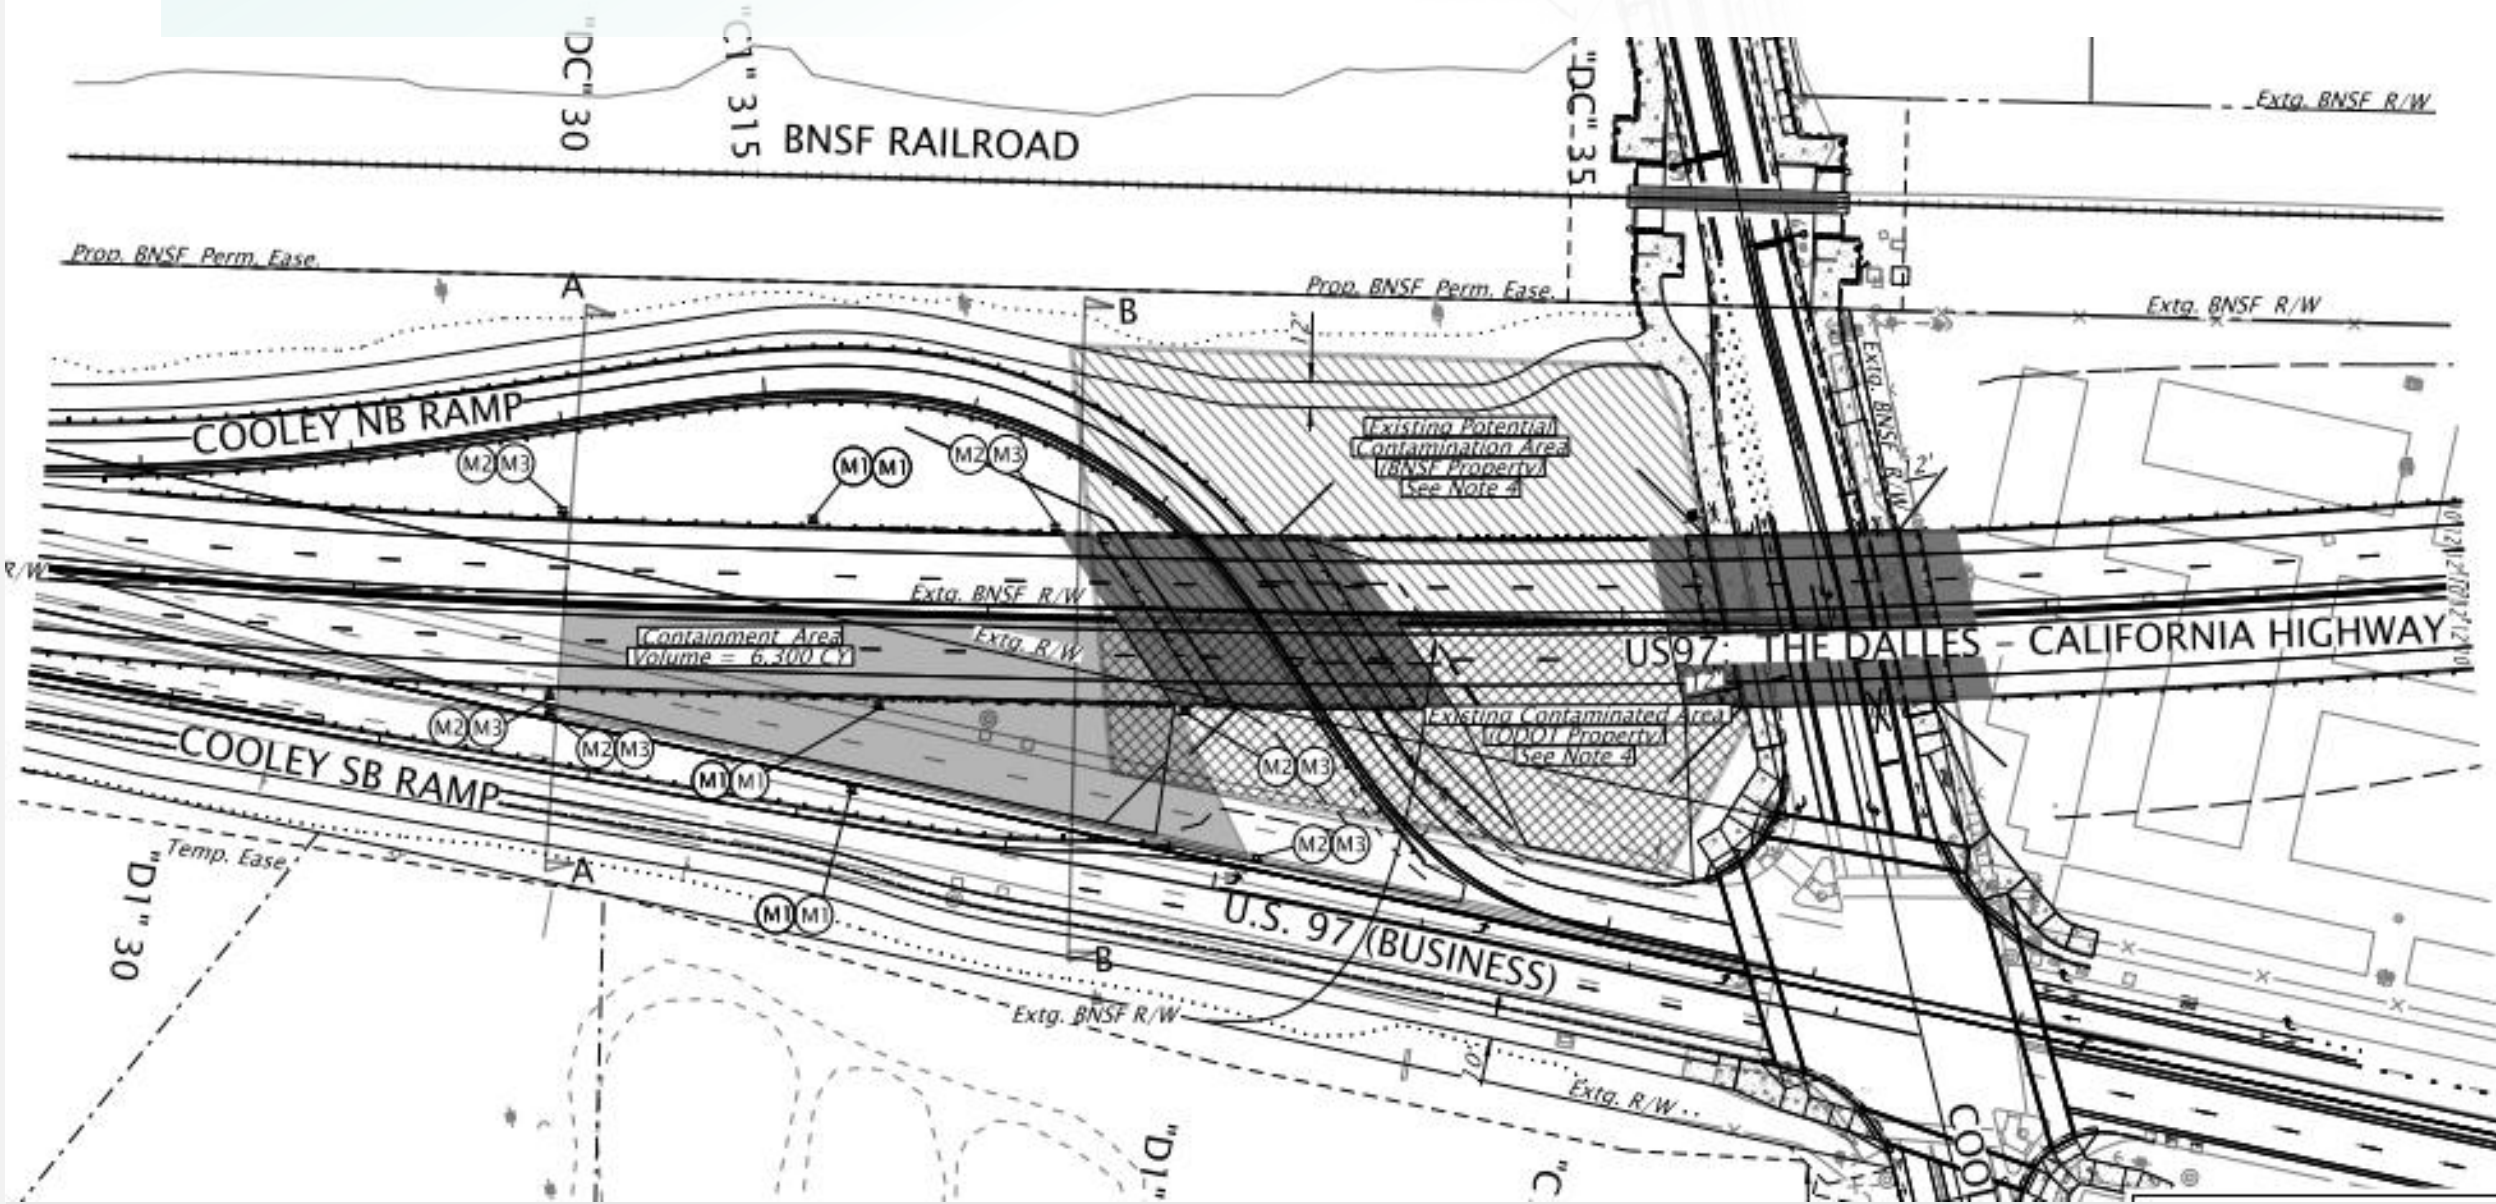 "DC" 30
"C1" 315
BNSF RAILROAD
"DC" 35
Extg. BNSF R/W
Prop. BNSF Perm. Ease.
A
B
Prop. BNSF Perm. Ease.
Extg. BNSF R/W
12'
Extg. BNSF R/W
COOLEY NB RAMP
M2 M3
M1 M1
M2 M3
Existing Potential
Contamination Area
(BNSF Property)
See Note 4
12'
R/W
Extg. BNSF R/W
Containment Area
Volume = 6,300 CY
Extg. R/W
US97: THE DALLES - CALIFORNIA HIGHWAY
12'
M2 M3
M2 M3
M1 M1
M2 M3
Existing Contaminated Area
(ODOT Property)
See Note 4
COOLEY SB RAMP
Temp. Ease.
A
M2 M3
M1 M1
"D1" 30
U.S. 97 (BUSINESS)
B
Extg. BNSF R/W
10'
Extg. R/W
"D1"
"C
COOL